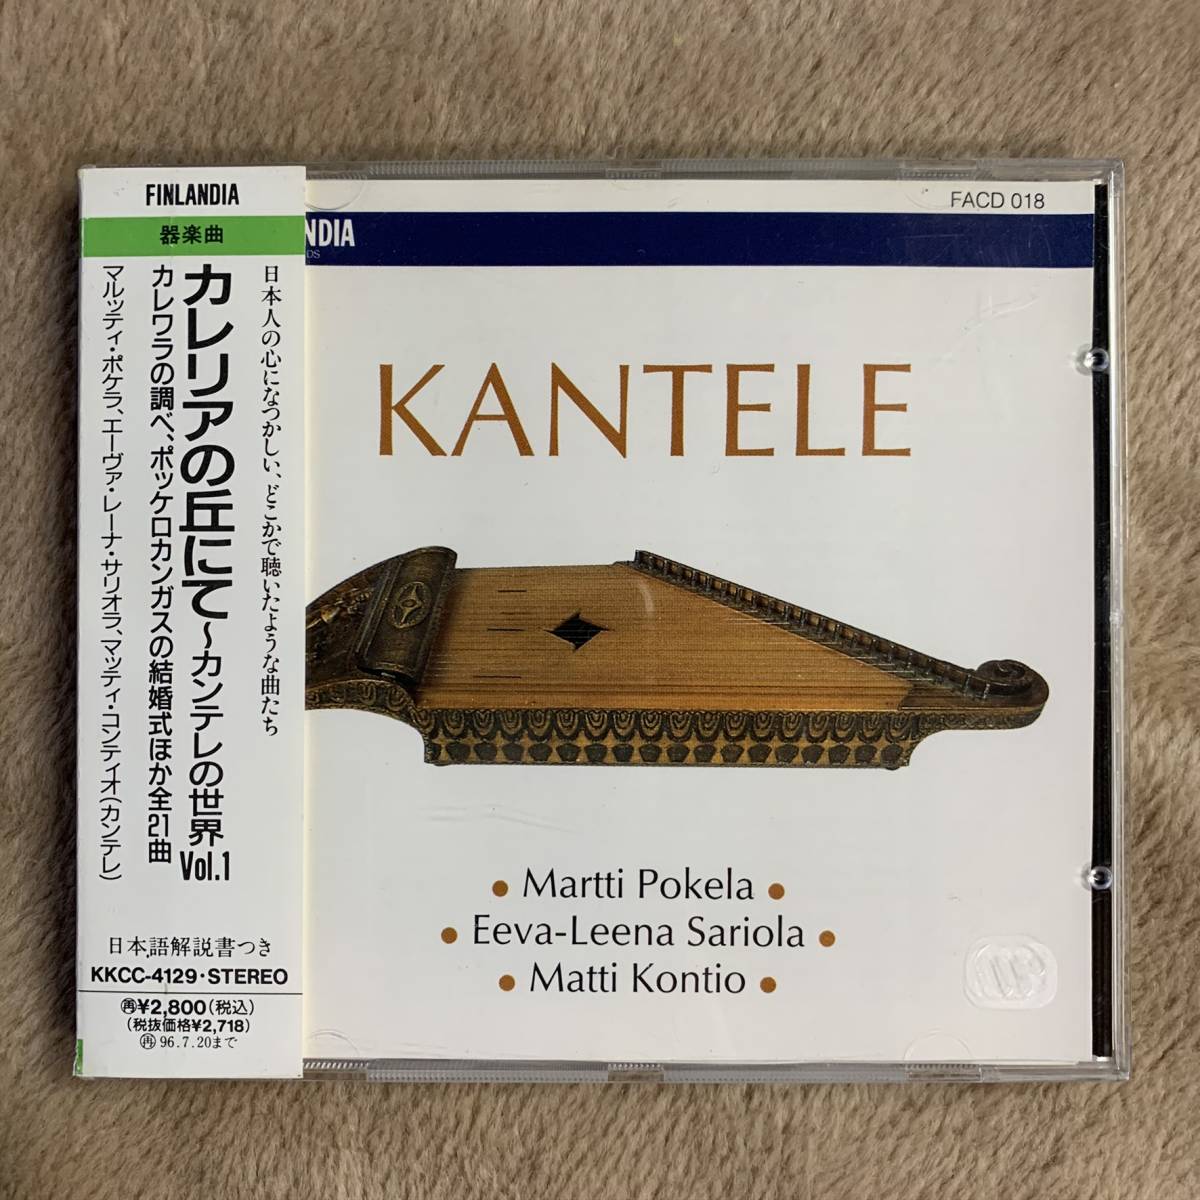 FINLANDIA
器楽曲
日本人の心になつかしい、どこかで聴いたような曲たち
カレリアの丘にて〜カンテレの世界 Vol.1
カレワラの調べ、ポッケロカンガスの結婚式ほか全21曲
マルッティ・ポケラ、エーヴァ・レーナ・サリオラ、マッティ・コンティオ(カンテレ)
日本語解説書つき
KKCC-4129・STEREO
再¥2,800(税込)
(税抜価格¥2,718)
再96.7.20まで
FACD 018
NDIA
DS
KANTELE
• Martti Pokela •
• Eeva-Leena Sariola •
• Matti Kontio •